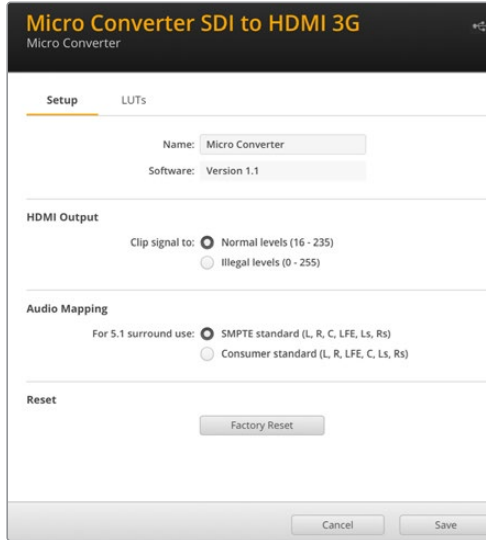 Micro Converter SDI to HDMI 3G
Micro Converter
Setup LUTs
Name: Micro Converter
Software: Version 1.1
HDMI Output
Clip signal to: Normal levels (16 - 235)
Illegal levels (0 - 255)
Audio Mapping
For 5.1 surround use: SMPTE standard (L, R, C, LFE, Ls, Rs)
Consumer standard (L, R, LFE, C, Ls, Rs)
Reset
Factory Reset
Cancel Save